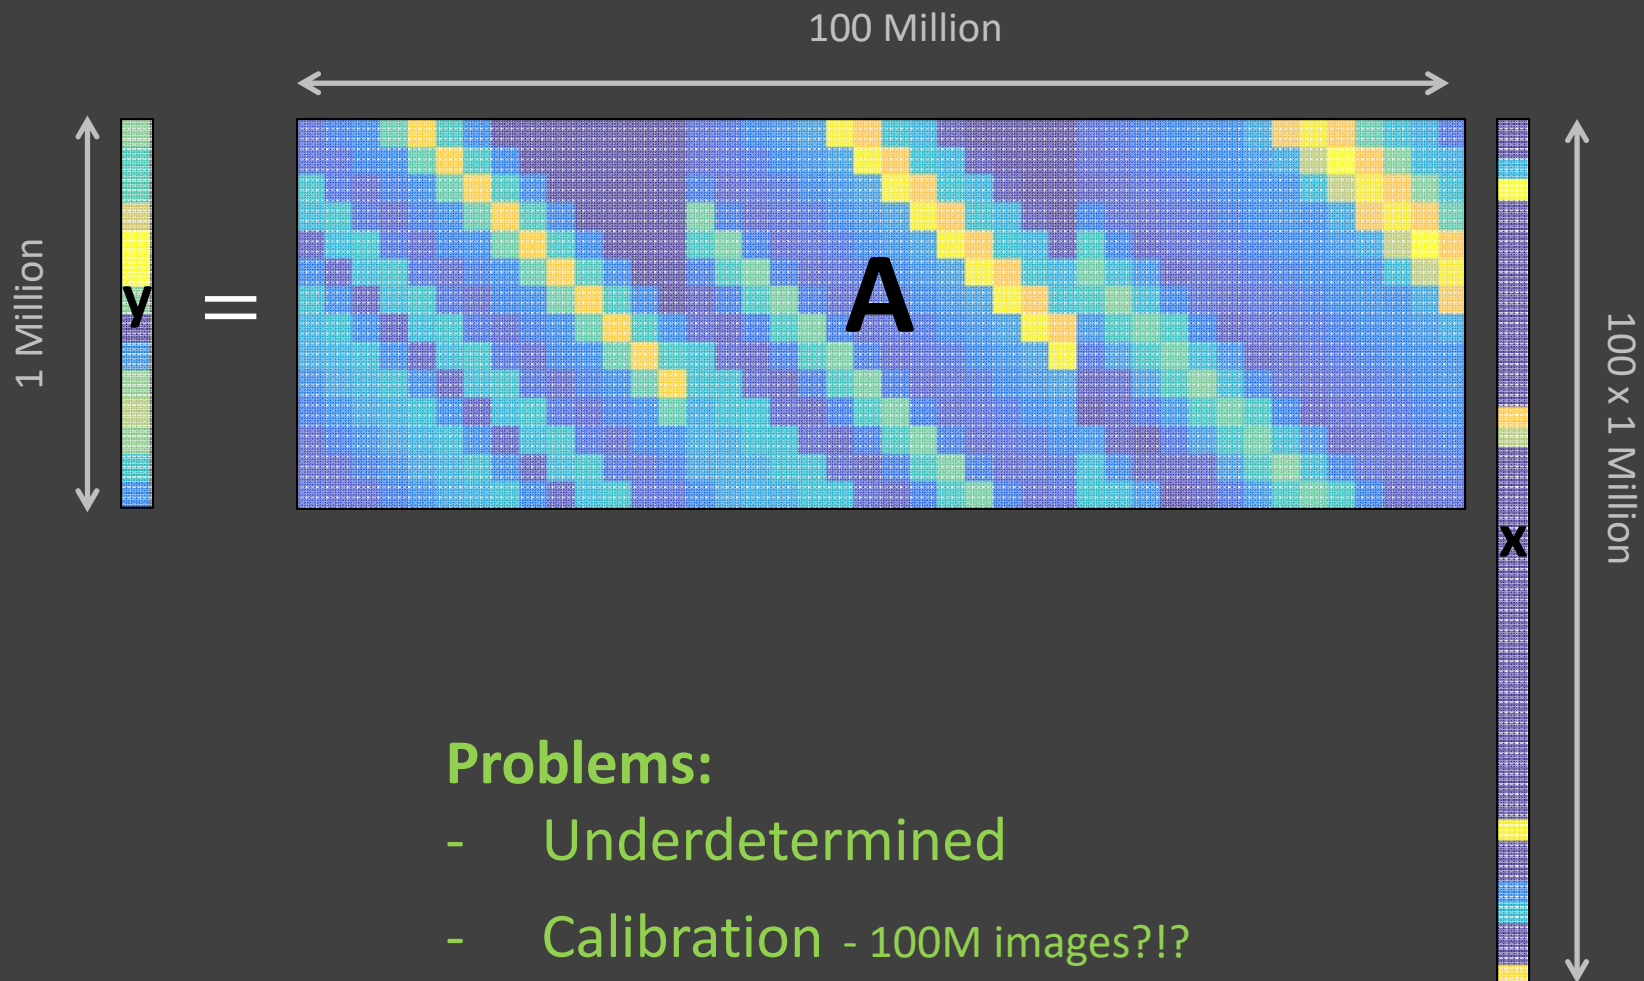 100 Million
1 Million
y
=
A
x
100 x 1 Million
Problems:
- Underdetermined
- Calibration - 100M images?!?